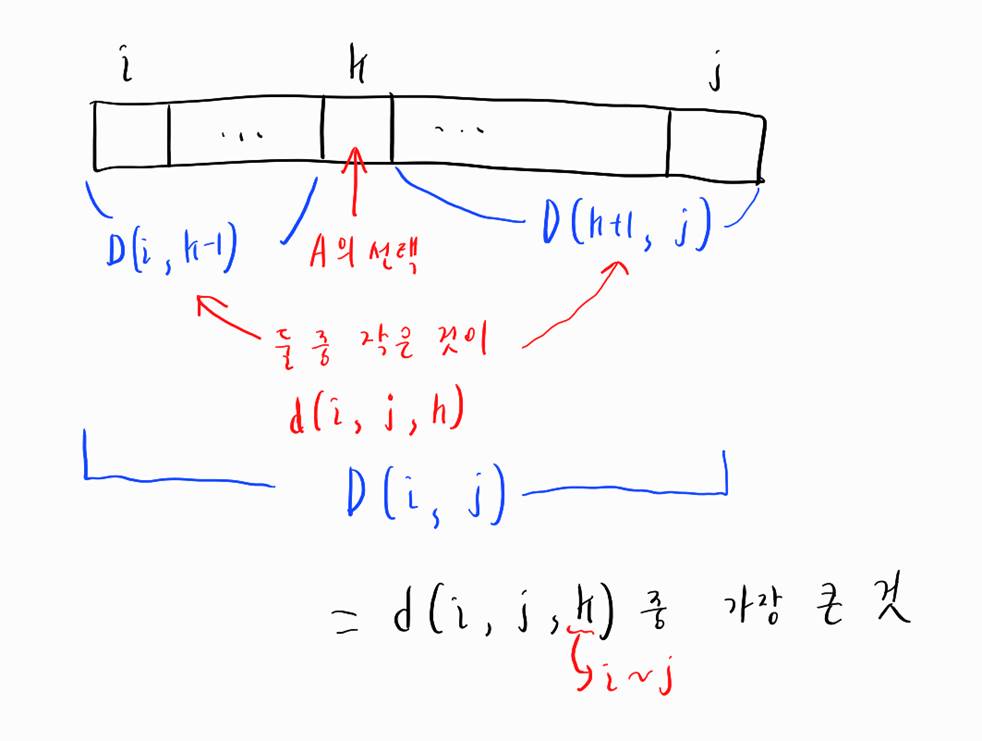 i k j
... ...
D(i, k-1) A의 선택 D(k+1, j)
둘 중 작은 것이
d(i, j, k)
D(i, j)
= d(i, j, k) 중 가장 큰 것
i ~ j